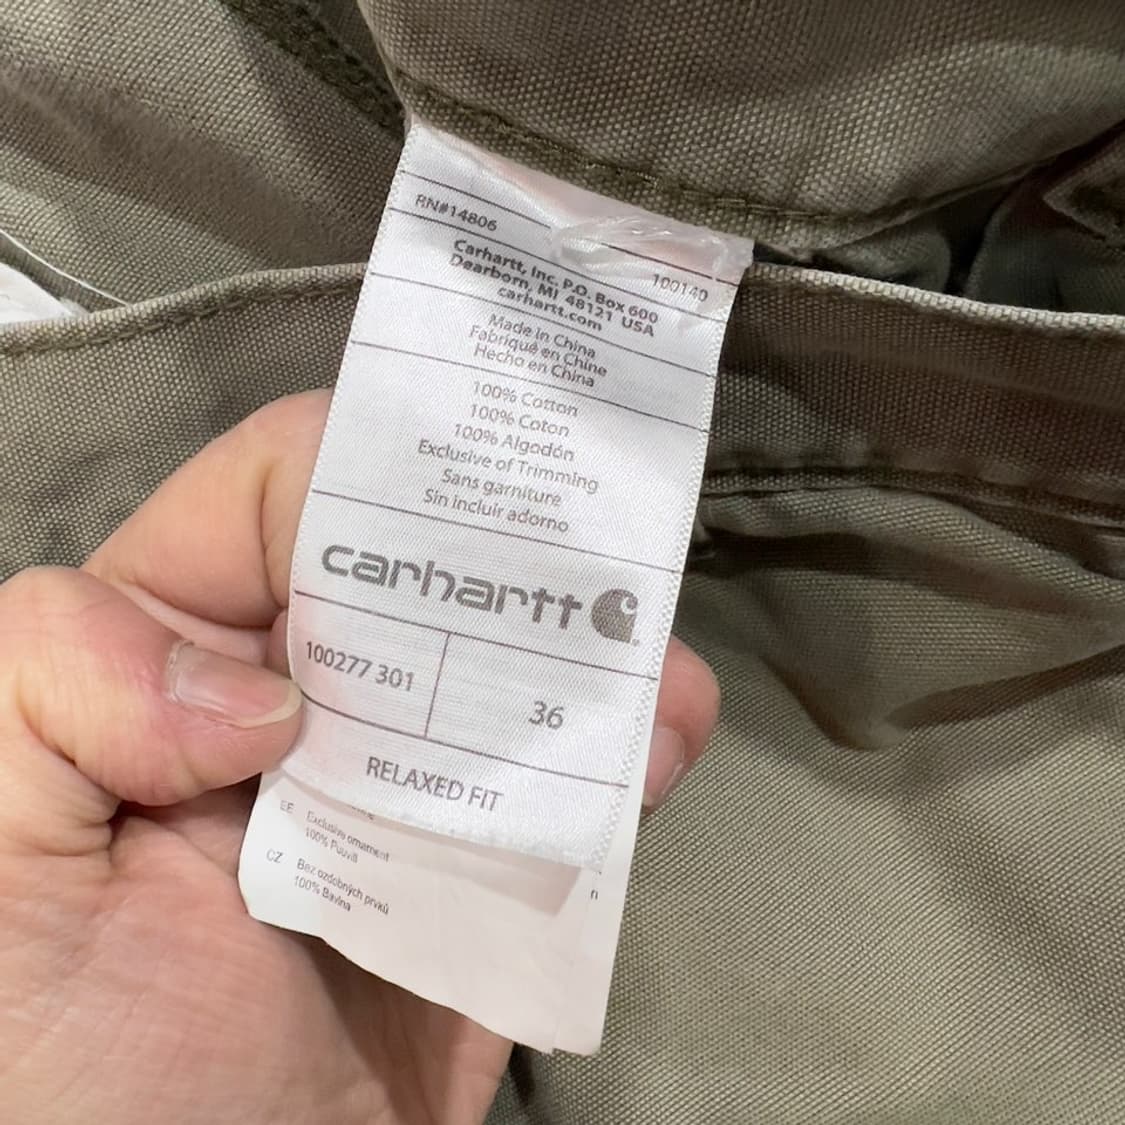 RN#14806
100140
Carhartt, Inc. P.O. Box 600
Dearborn, MI 48121 USA
carhartt.com
Made in China
Fabriqué en Chine
Hecho en China
100% Cotton
100% Coton
100% Algodón
Exclusive of Trimming
Sans garniture
Sin incluir adorno
carhartt
100277 301
36
RELAXED FIT
EE Exclusive ornament
100% Puuvill
CZ Bez ozdobných prvků
100% Bavlna